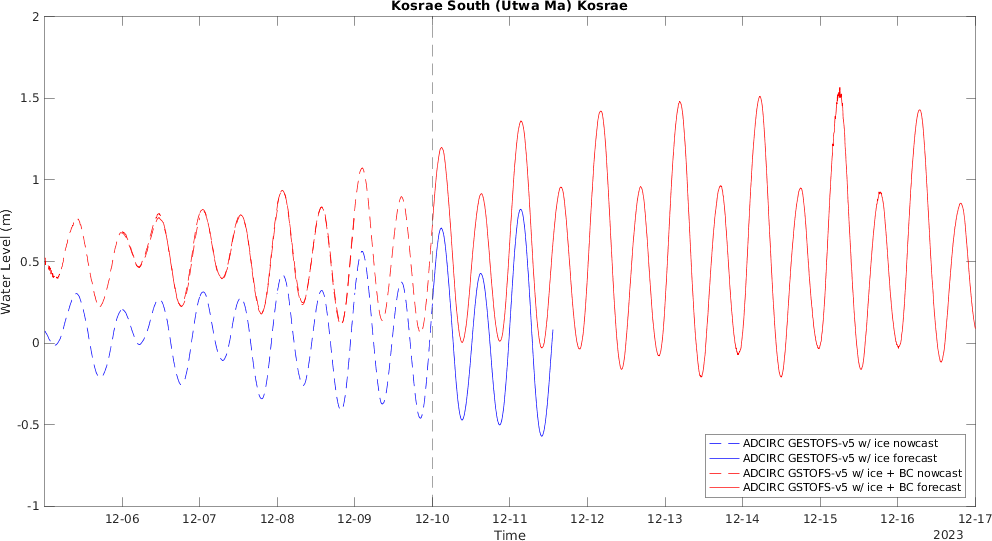 Kosrae South (Utwa Ma) Kosrae
2
1.5
1
0.5
0
-0.5
-1
Water Level (m)
12-06 12-07 12-08 12-09 12-10 12-11 12-12 12-13 12-14 12-15 12-16 12-17
Time
2023
ADCIRC GESTOFS-v5 w/ ice nowcast
ADCIRC GESTOFS-v5 w/ ice forecast
ADCIRC GSTOFS-v5 w/ ice + BC nowcast
ADCIRC GSTOFS-v5 w/ ice + BC forecast